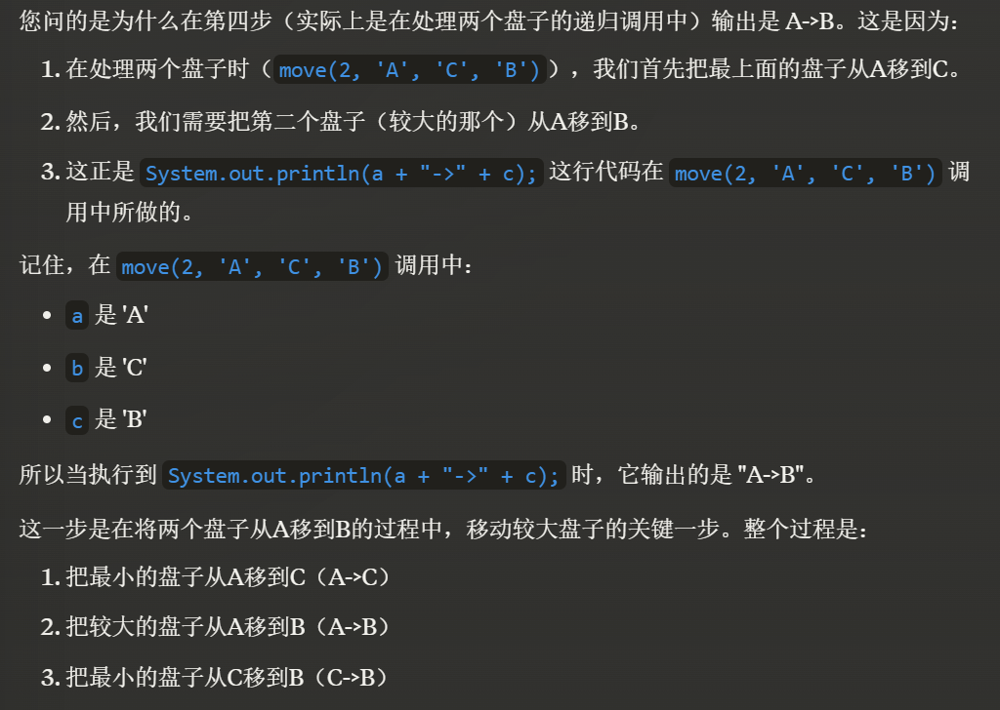 您问的是为什么在第四步（实际上是在处理两个盘子的递归调用中）输出是 A->B。这是因为：
1. 在处理两个盘子时（move(2, 'A', 'C', 'B')），我们首先把最上面的盘子从A移到C。
2. 然后，我们需要把第二个盘子（较大的那个）从A移到B。
3. 这正是 System.out.println(a + "->" + c); 这行代码在 move(2, 'A', 'C', 'B') 调
用中所做的。
记住，在 move(2, 'A', 'C', 'B') 调用中：
• a 是 'A'
• b 是 'C'
• c 是 'B'
所以当执行到 System.out.println(a + "->" + c); 时，它输出的是 "A->B"。
这一步是在将两个盘子从A移到B的过程中，移动较大盘子的关键一步。整个过程是：
1. 把最小的盘子从A移到C（A->C）
2. 把较大的盘子从A移到B（A->B）
3. 把最小的盘子从C移到B（C->B）